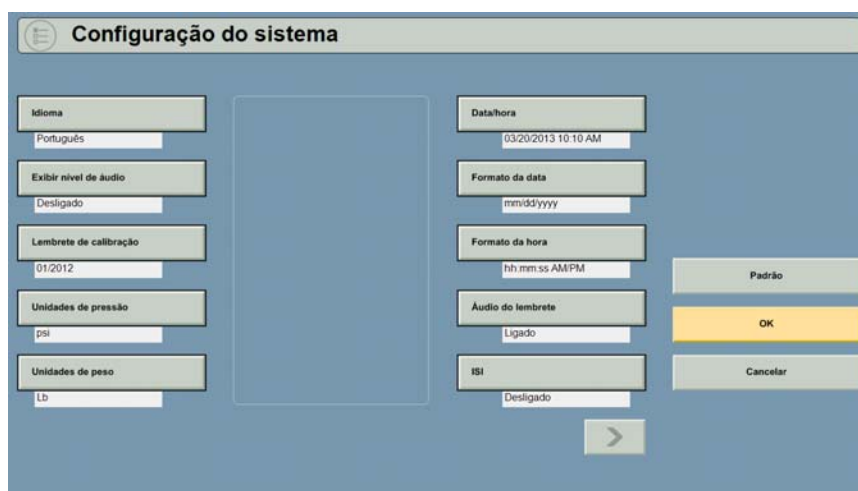 Configuração do sistema
Idioma
Português
Exibir nível de áudio
Desligado
Lembrete de calibração
01/2012
Unidades de pressão
psi
Unidades de peso
Lb
Data/hora
03/20/2013 10:10 AM
Formato da data
mm/dd/yyyy
Formato da hora
hh:mm:ss AM/PM
Áudio do lembrete
Ligado
ISI
Desligado
Padrão
OK
Cancelar